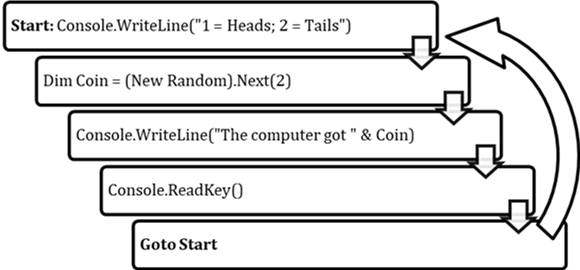 Start: Console.WriteLine("1 = Heads; 2 = Tails")
Dim Coin = (New Random).Next(2)
Console.WriteLine("The computer got " & Coin)
Console.ReadKey()
Goto Start